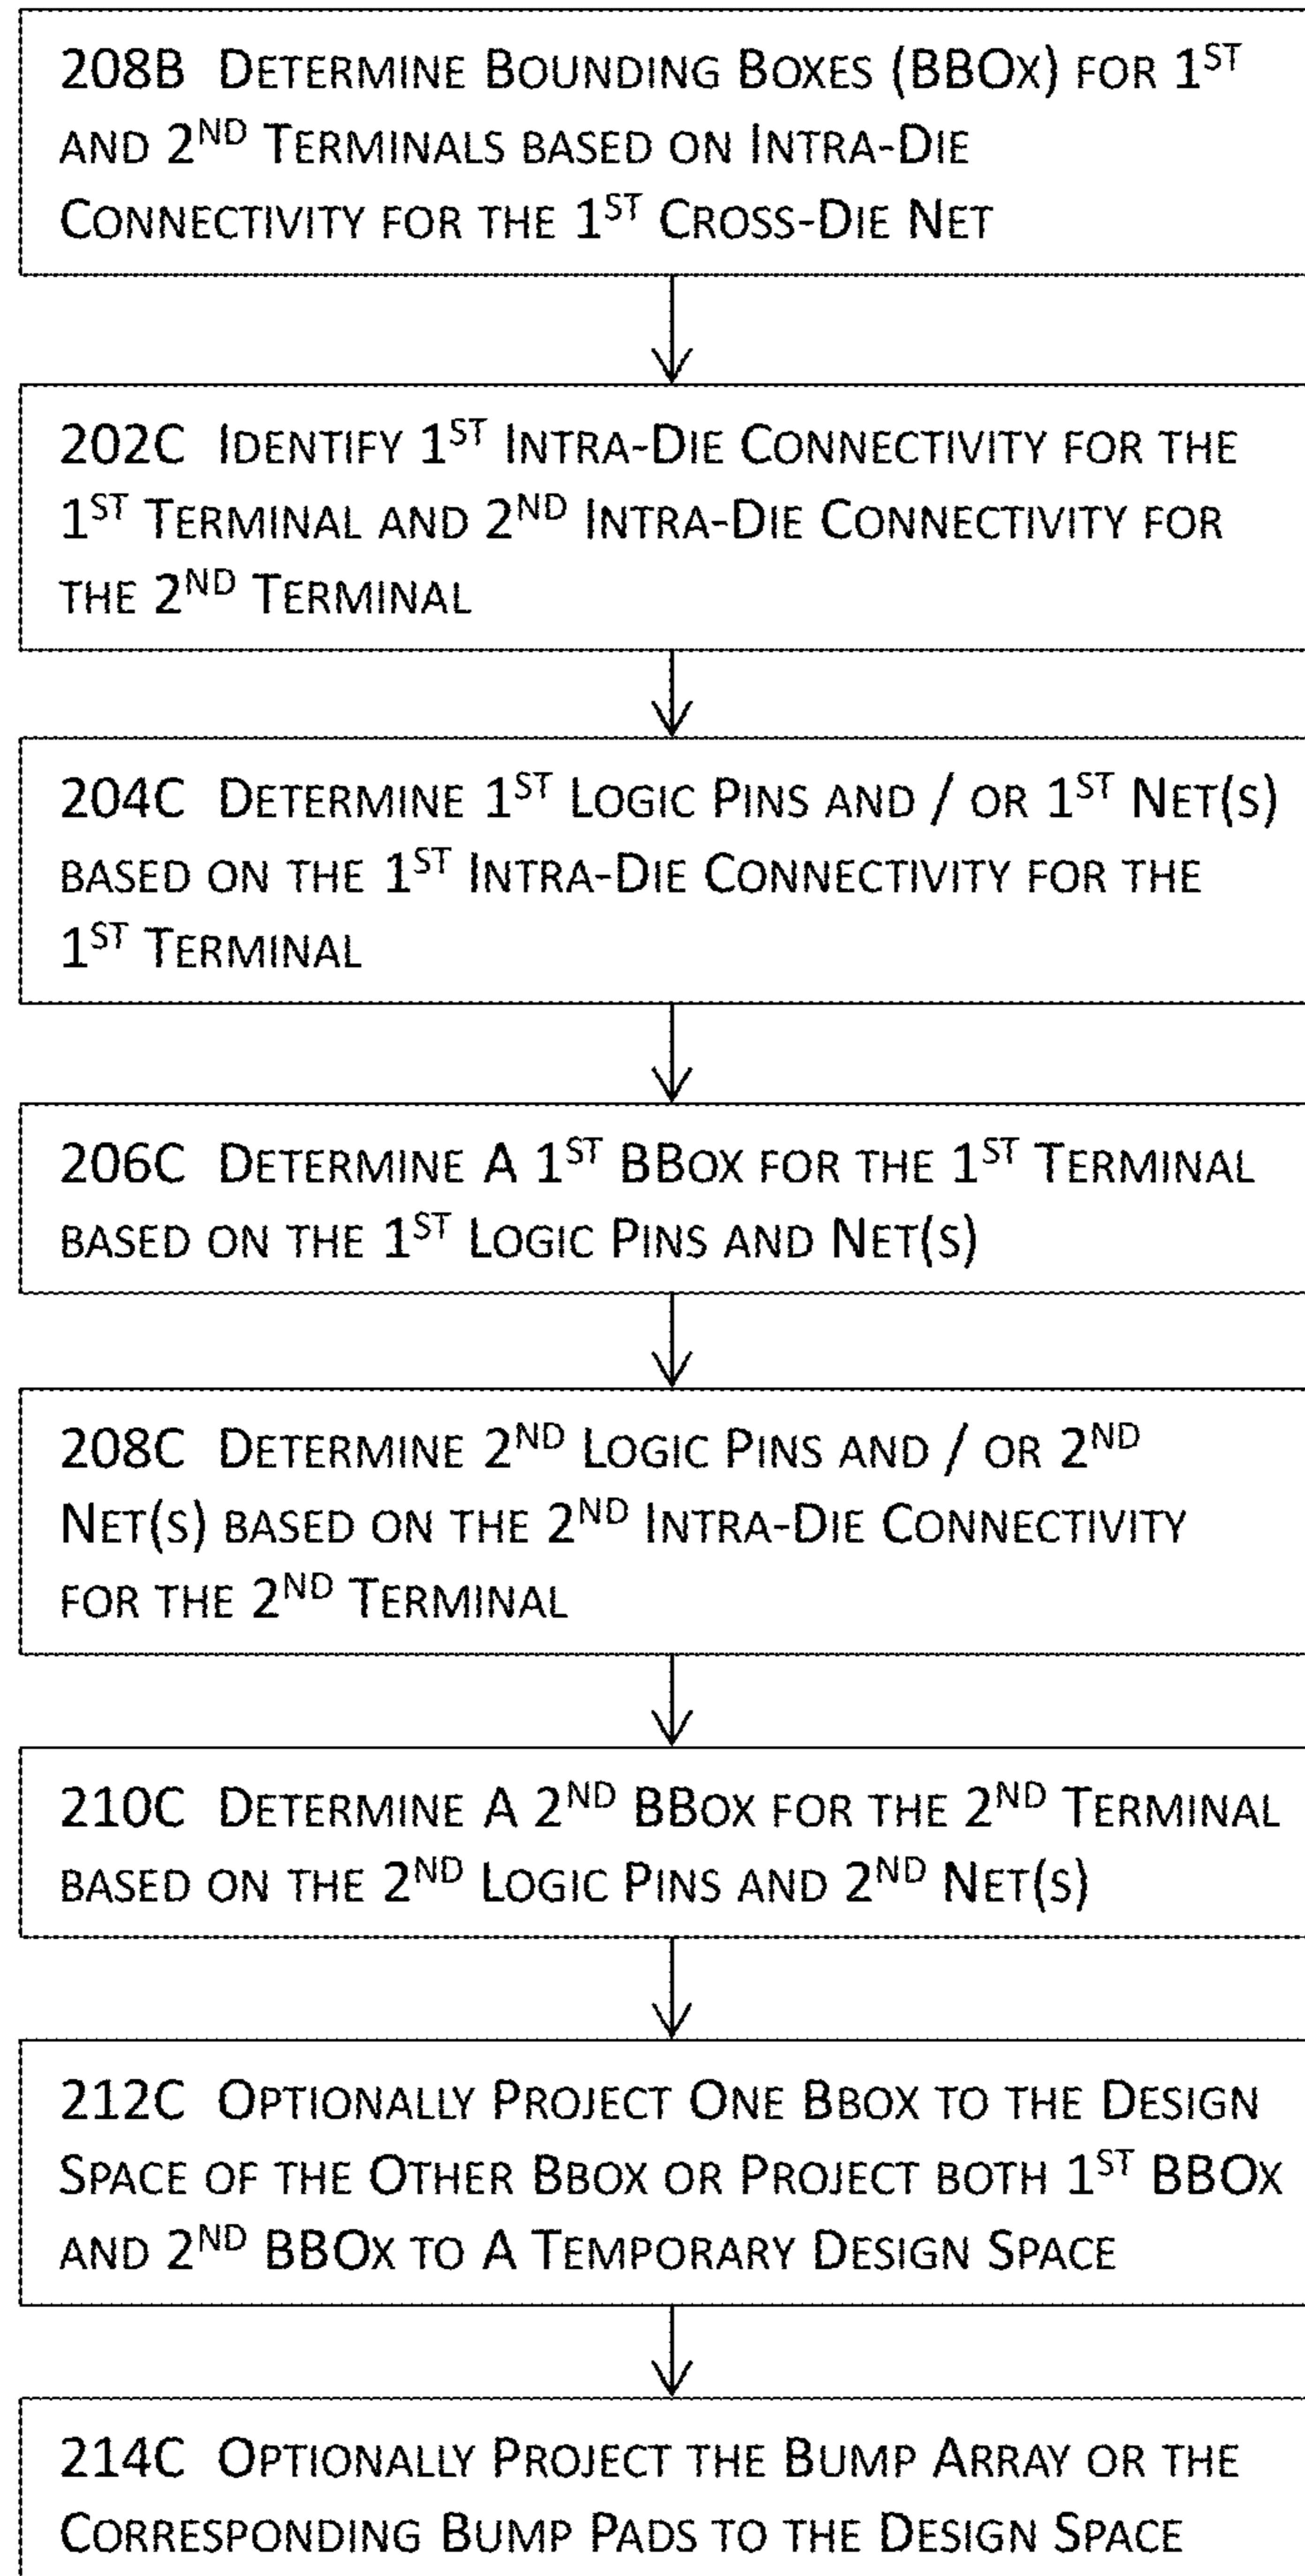 208B Determine Bounding Boxes (BBOx) for 1ST
and 2ND Terminals based on Intra-Die
Connectivity for the 1ST Cross-Die Net
202C Identify 1ST Intra-Die Connectivity for the
1ST Terminal and 2ND Intra-Die Connectivity for
the 2ND Terminal
204C Determine 1ST Logic Pins and / or 1ST Net(s)
based on the 1ST Intra-Die Connectivity for the
1ST Terminal
206C Determine A 1ST BBox for the 1ST Terminal
based on the 1ST Logic Pins and Net(s)
208C Determine 2ND Logic Pins and / or 2ND
Net(s) based on the 2ND Intra-Die Connectivity
for the 2ND Terminal
210C Determine A 2ND BBox for the 2ND Terminal
based on the 2ND Logic Pins and 2ND Net(s)
212C Optionally Project One Bbox to the Design
Space of the Other Bbox or Project both 1ST BBOx
and 2ND BBOx to A Temporary Design Space
214C Optionally Project the Bump Array or the
Corresponding Bump Pads to the Design Space